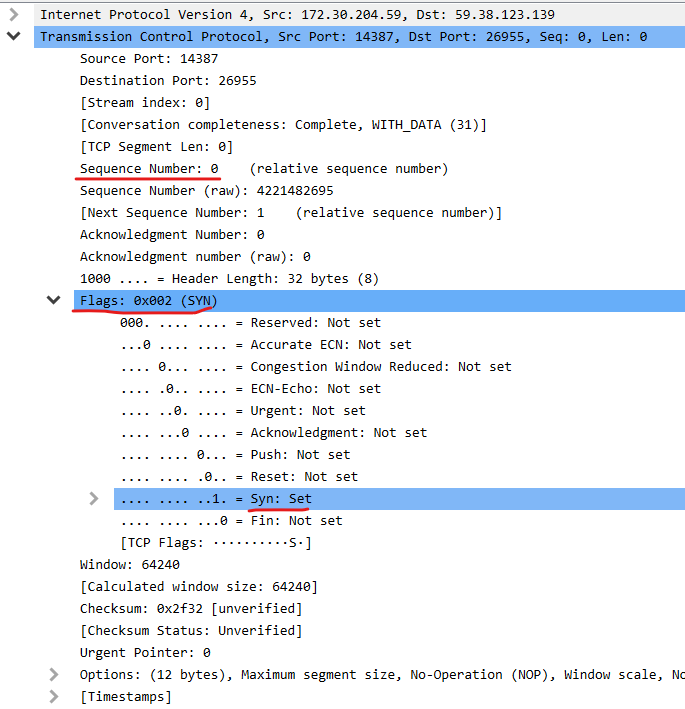 Internet Protocol Version 4, Src: 172.30.204.59, Dst: 59.38.123.139
Transmission Control Protocol, Src Port: 14387, Dst Port: 26955, Seq: 0, Len: 0
Source Port: 14387
Destination Port: 26955
[Stream index: 0]
[Conversation completeness: Complete, WITH_DATA (31)]
[TCP Segment Len: 0]
Sequence Number: 0    (relative sequence number)
Sequence Number (raw): 4221482695
[Next Sequence Number: 1    (relative sequence number)]
Acknowledgment Number: 0
Acknowledgment number (raw): 0
1000 .... = Header Length: 32 bytes (8)
Flags: 0x002 (SYN)
000. .... .... = Reserved: Not set
...0 .... .... = Accurate ECN: Not set
.... 0... .... = Congestion Window Reduced: Not set
.... .0.. .... = ECN-Echo: Not set
.... ..0. .... = Urgent: Not set
.... ...0 .... = Acknowledgment: Not set
.... .... 0... = Push: Not set
.... .... .0.. = Reset: Not set
.... .... ..1. = Syn: Set
.... .... ...0 = Fin: Not set
[TCP Flags: ··········S·]
Window: 64240
[Calculated window size: 64240]
Checksum: 0x2f32 [unverified]
[Checksum Status: Unverified]
Urgent Pointer: 0
Options: (12 bytes), Maximum segment size, No-Operation (NOP), Window scale,
[Timestamps]